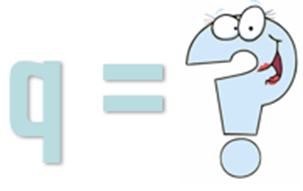 q = ?